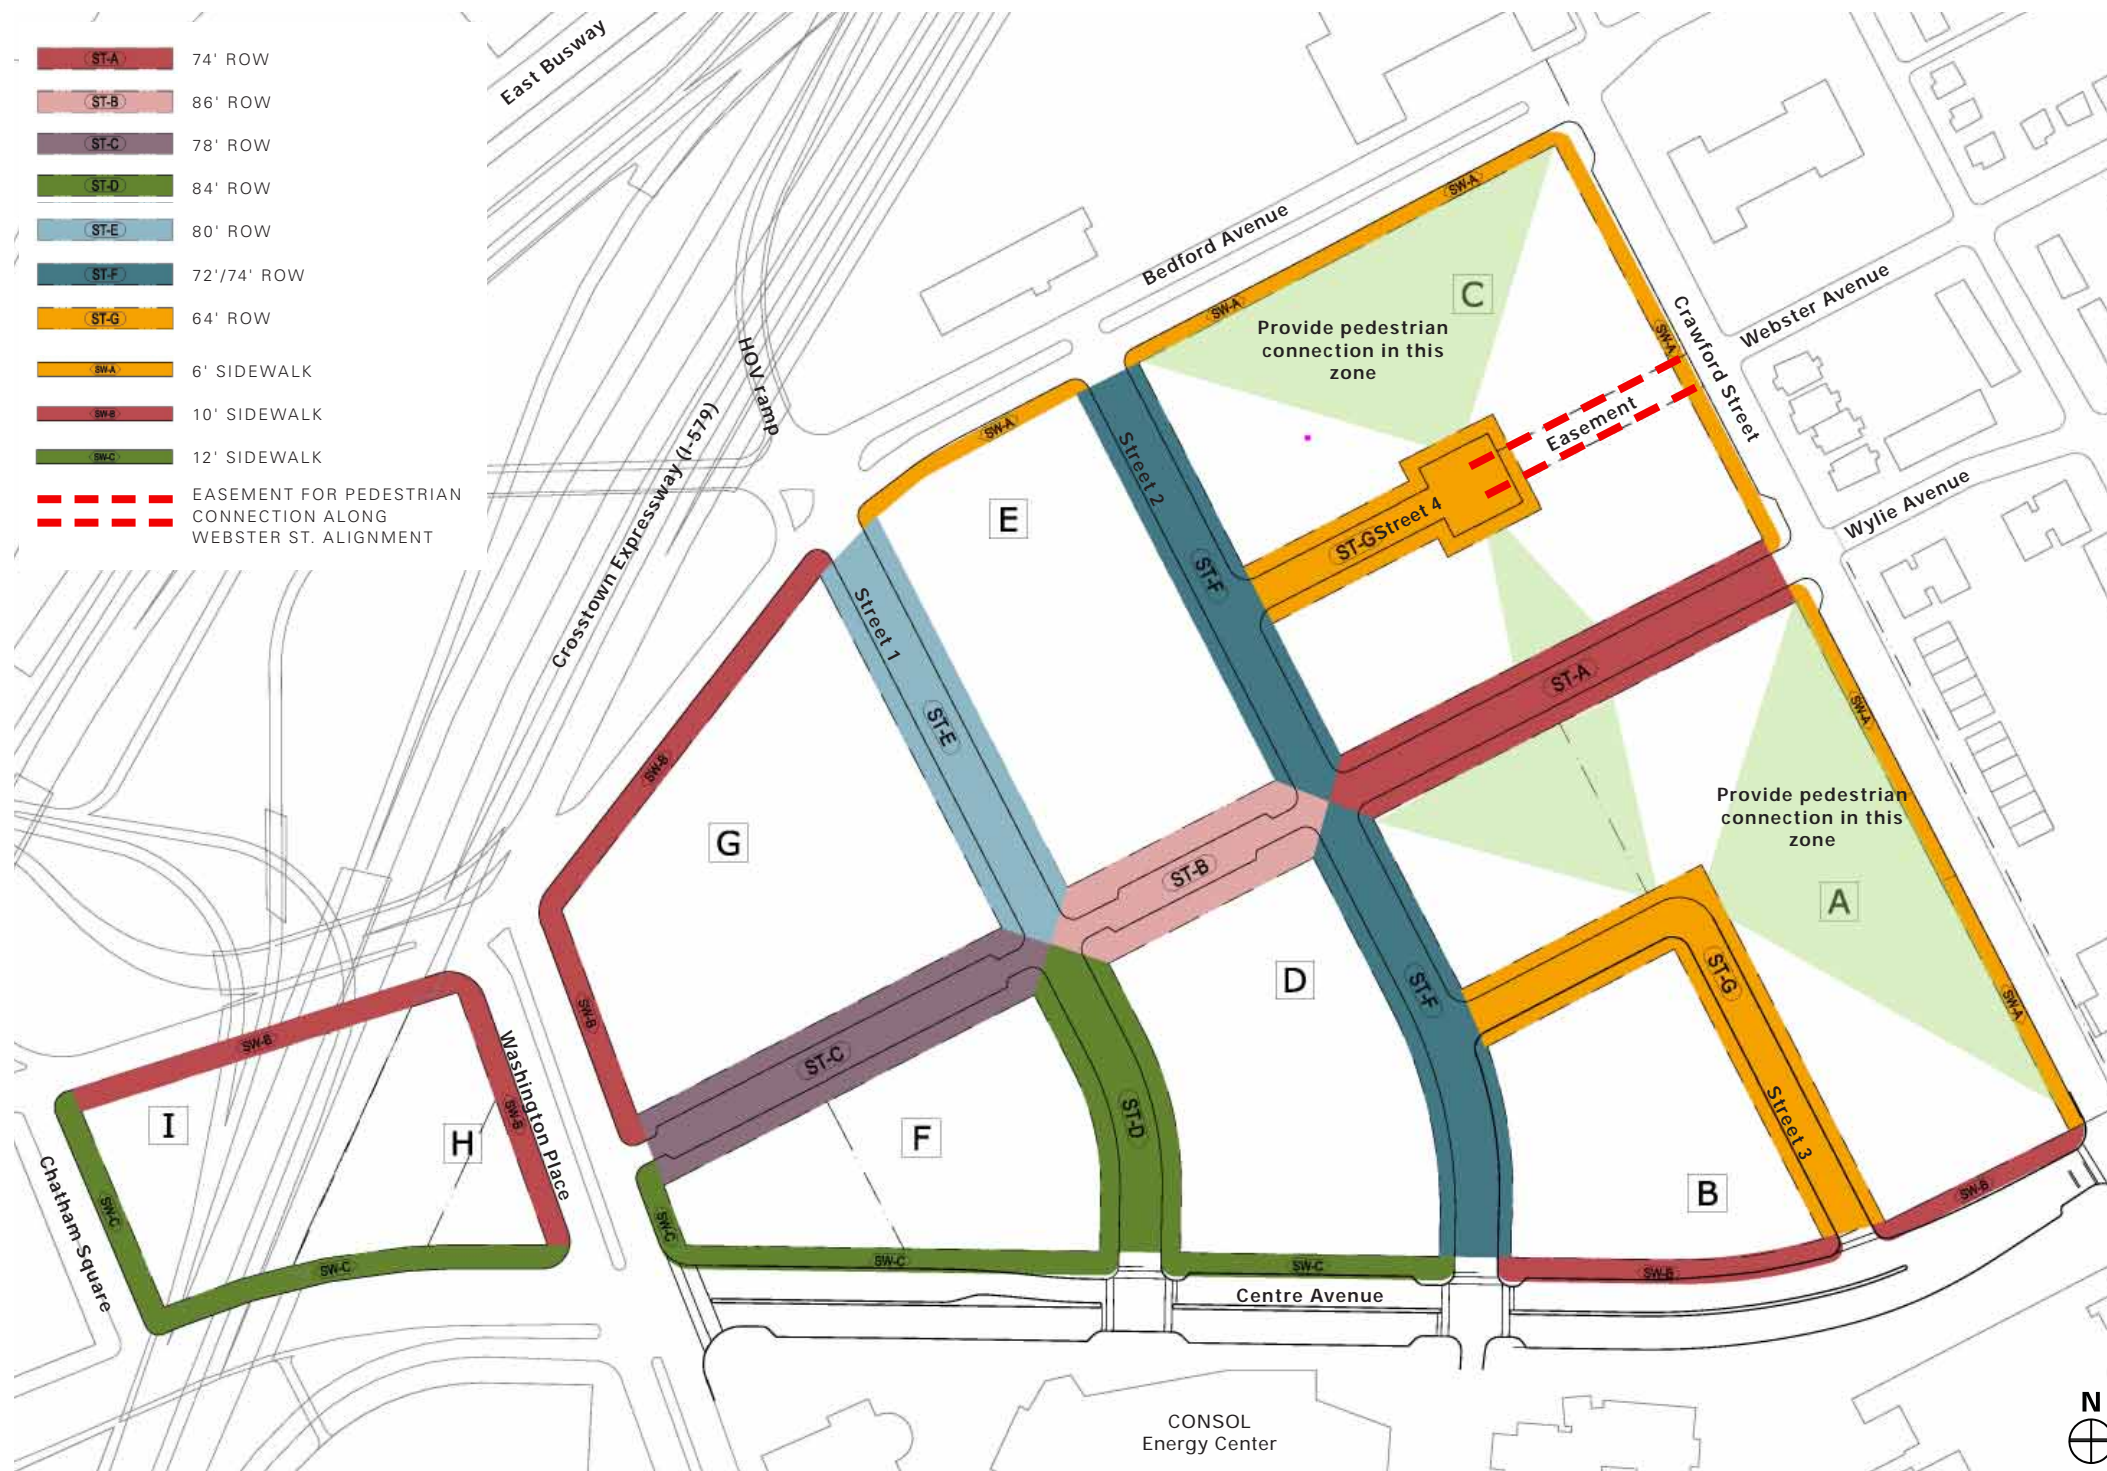 ST-A 74' ROW
ST-B 86' ROW
ST-C 78' ROW
ST-D 84' ROW
ST-E 80' ROW
ST-F 72'/74' ROW
ST-G 64' ROW
SW-A 6' SIDEWALK
SW-B 10' SIDEWALK
SW-C 12' SIDEWALK
EASEMENT FOR PEDESTRIAN
CONNECTION ALONG
WEBSTER ST. ALIGNMENT
East Busway
HOV ramp
Crosstown Expressway (I-579)
Bedford Avenue
SW-A
SW-A
SW-A
SW-A
C
Provide pedestrian
connection in this
zone
Crawford Street
Webster Avenue
Wylie Avenue
Easement
Street 2
ST-F
ST-G
Street 4
E
Street 1
ST-E
ST-A
SW-A
Provide pedestrian
connection in this
zone
A
SW-A
SW-B
G
ST-B
SW-B
ST-C
D
ST-F
ST-G
Street 3
ST-D
F
B
SW-B
SW-B
I
H
SW-B
Washington Place
Chatham Square
SW-C
SW-C
SW-C
SW-C
SW-C
SW-B
Centre Avenue
CONSOL
Energy Center
N